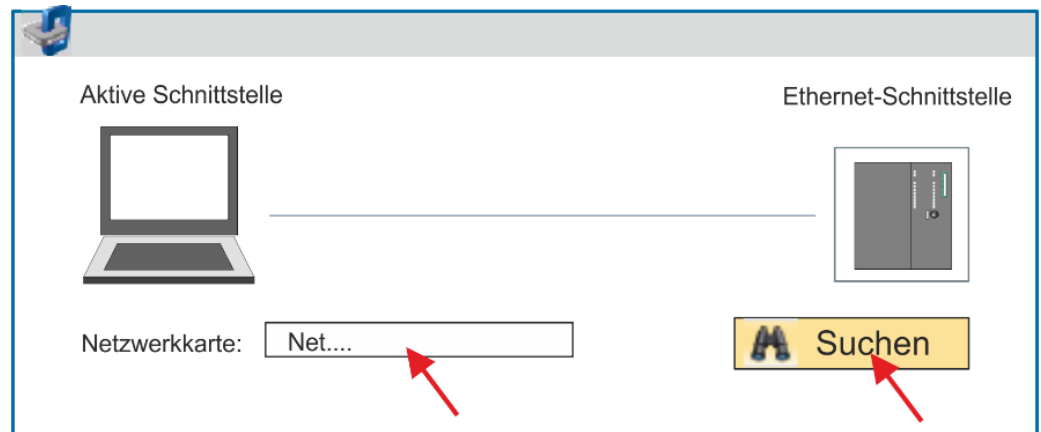 Aktive Schnittstelle
Ethernet-Schnittstelle
Netzwerkkarte:
Net....
Suchen